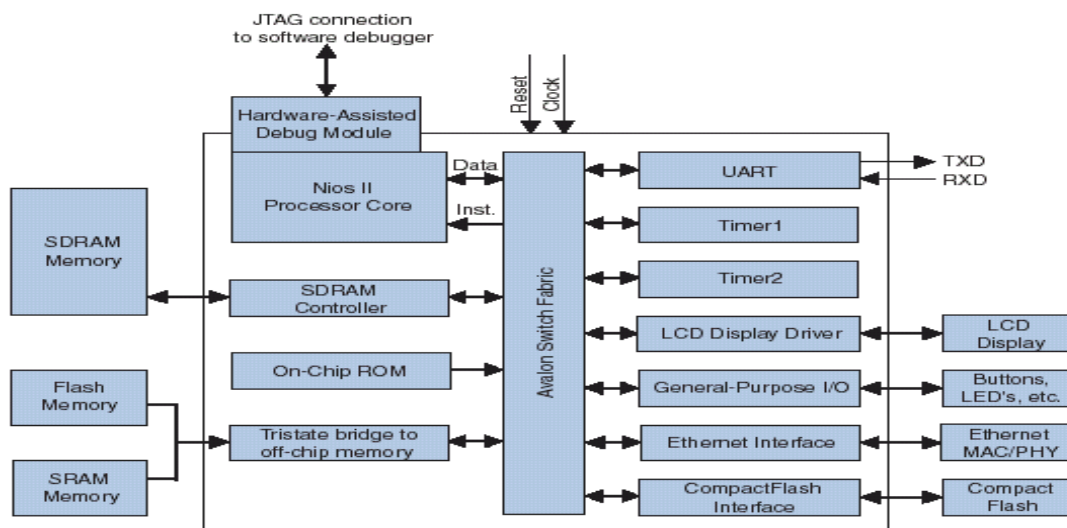 JTAG connection
to software debugger
Reset
Clock
Hardware-Assisted
Debug Module
Nios II
Processor Core
Data
Inst.
SDRAM
Memory
SDRAM
Controller
On-Chip ROM
Flash
Memory
SRAM
Memory
Tristate bridge to
off-chip memory
Avalon Switch Fabric
UART
TXD
RXD
Timer1
Timer2
LCD Display Driver
LCD
Display
General-Purpose I/O
Buttons,
LED's, etc.
Ethernet Interface
Ethernet
MAC/PHY
CompactFlash
Interface
Compact
Flash